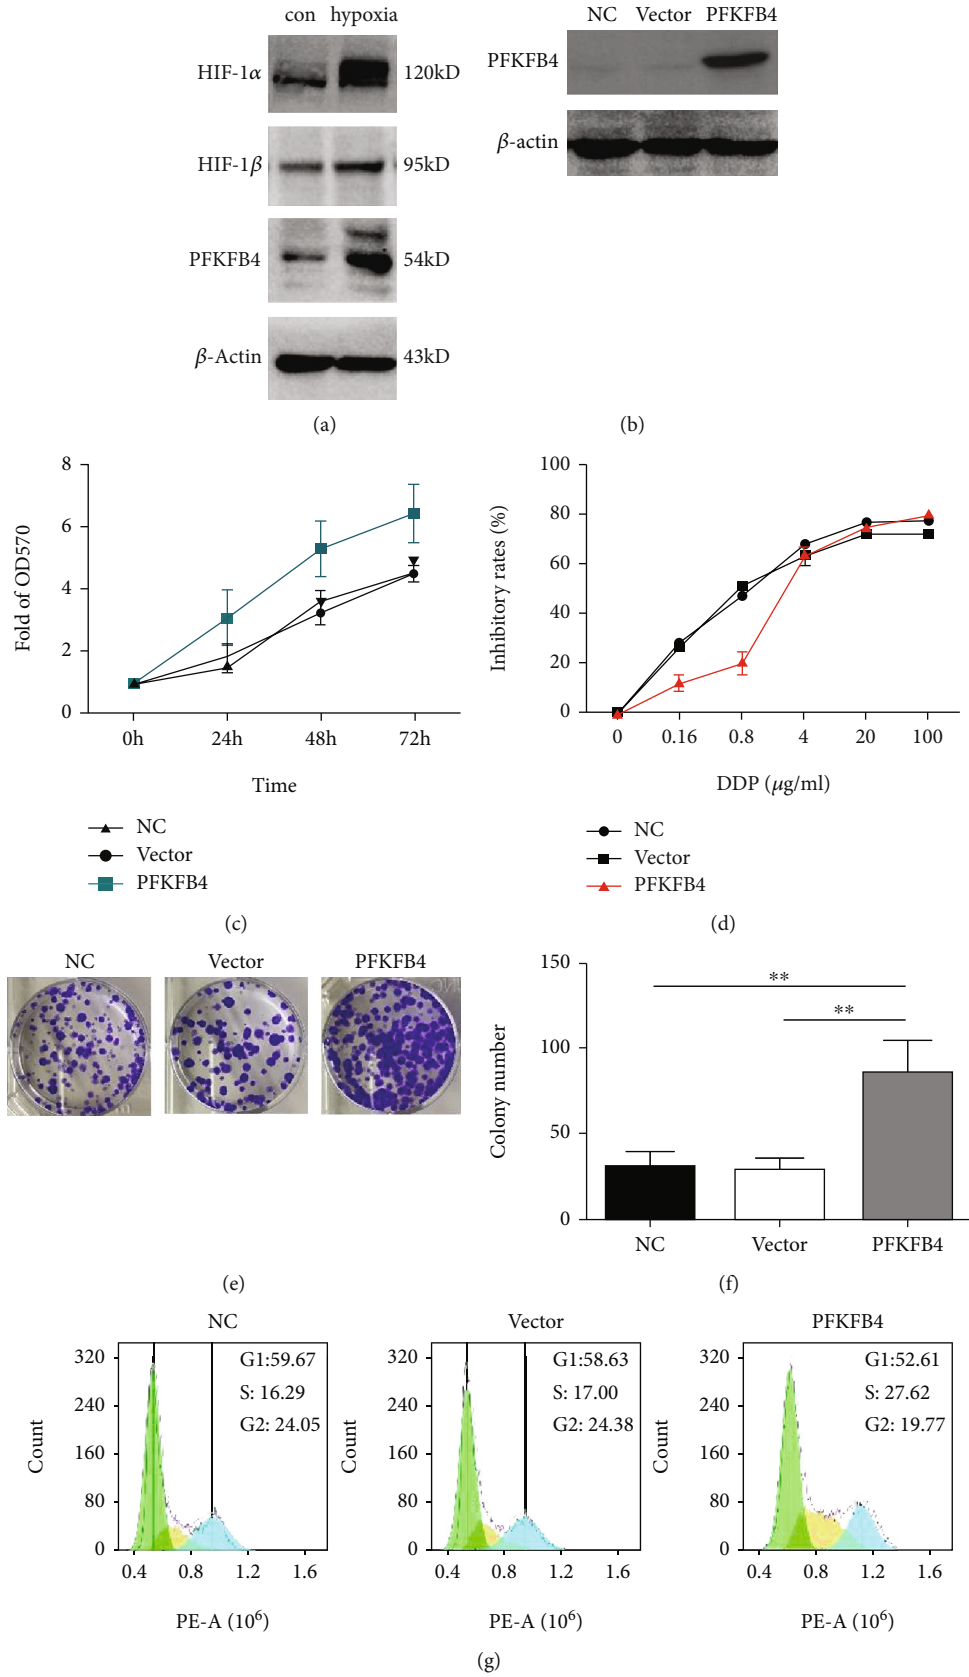 con hypoxia
HIF-1α 120kD
HIF-1β 95kD
PFKFB4 54kD
β-Actin 43kD
(a)
NC Vector PFKFB4
PFKFB4
β-actin
(b)
Fold of OD570
8
6
4
2
0
0h 24h 48h 72h
Time
NC
Vector
PFKFB4
(c)
Inhibitory rates (%)
100
80
60
40
20
0
0 0.16 0.8 4 20 100
DDP (μg/ml)
NC
Vector
PFKFB4
(d)
NC Vector PFKFB4
(e)
Colony number
150
100
50
0
** 
**
NC Vector PFKFB4
(f)
NC
Count
320
240
160
80
0
G1:59.67
S: 16.29
G2: 24.05
0.4 0.8 1.2 1.6
PE-A (10⁶)
Vector
Count
320
240
160
80
0
G1:58.63
S: 17.00
G2: 24.38
0.4 0.8 1.2 1.6
PE-A (10⁶)
PFKFB4
Count
320
240
160
80
0
G1:52.61
S: 27.62
G2: 19.77
0.4 0.8 1.2 1.6
PE-A (10⁶)
(g)